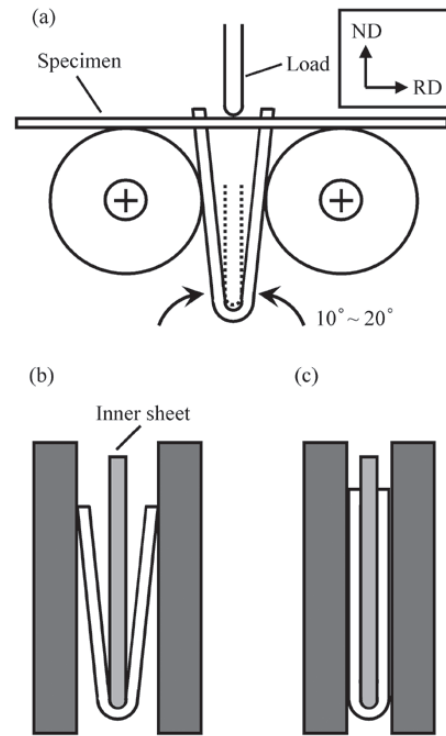 (a)
ND
RD
Specimen
Load
10˚~ 20˚
(b)
(c)
Inner sheet